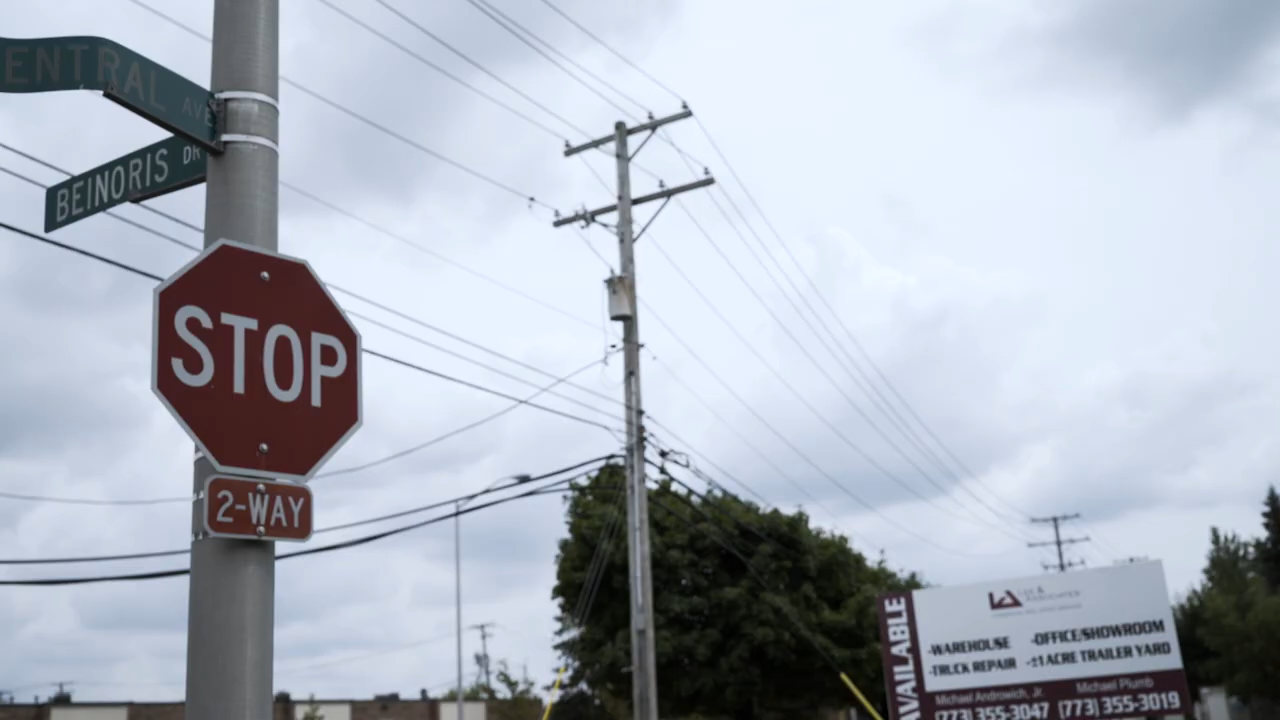 ENTRAL AVE
BEINORIS DR
STOP
2-WAY
AVAILABLE
ASSOCIATES
-WAREHOUSE -OFFICE/SHOWROOM
-TRUCK REPAIR -±1 ACRE TRAILER YARD
Michael Androwich, Jr. Michael Plumb
(773) 355-3047 (773) 355-3019